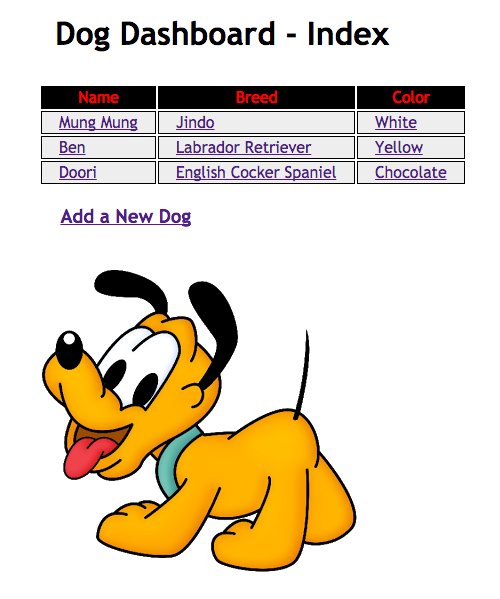 Dog Dashboard - Index
Name Breed Color
Mung Mung Jindo White
Ben Labrador Retriever Yellow
Doori English Cocker Spaniel Chocolate
Add a New Dog